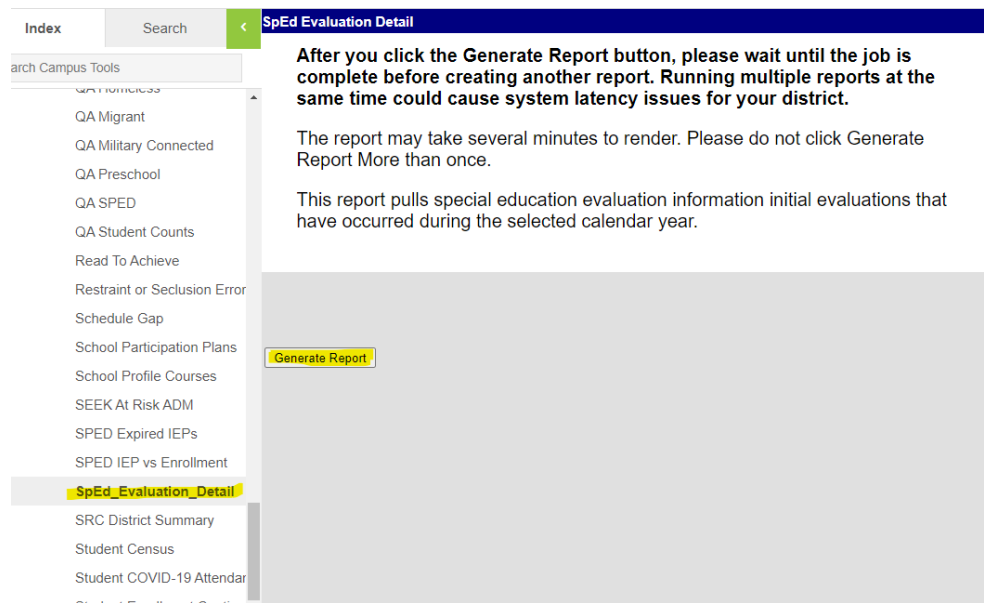 Index
Search
SpEd Evaluation Detail
arch Campus Tools
After you click the Generate Report button, please wait until the job is
complete before creating another report. Running multiple reports at the
same time could cause system latency issues for your district.
The report may take several minutes to render. Please do not click Generate
Report More than once.
This report pulls special education evaluation information initial evaluations that
have occurred during the selected calendar year.
QA Homeless
QA Migrant
QA Military Connected
QA Preschool
QA SPED
QA Student Counts
Read To Achieve
Restraint or Seclusion Error
Schedule Gap
School Participation Plans
School Profile Courses
SEEK At Risk ADM
SPED Expired IEPs
SPED IEP vs Enrollment
SpEd_Evaluation_Detail
SRC District Summary
Student Census
Student COVID-19 Attendan
Generate Report